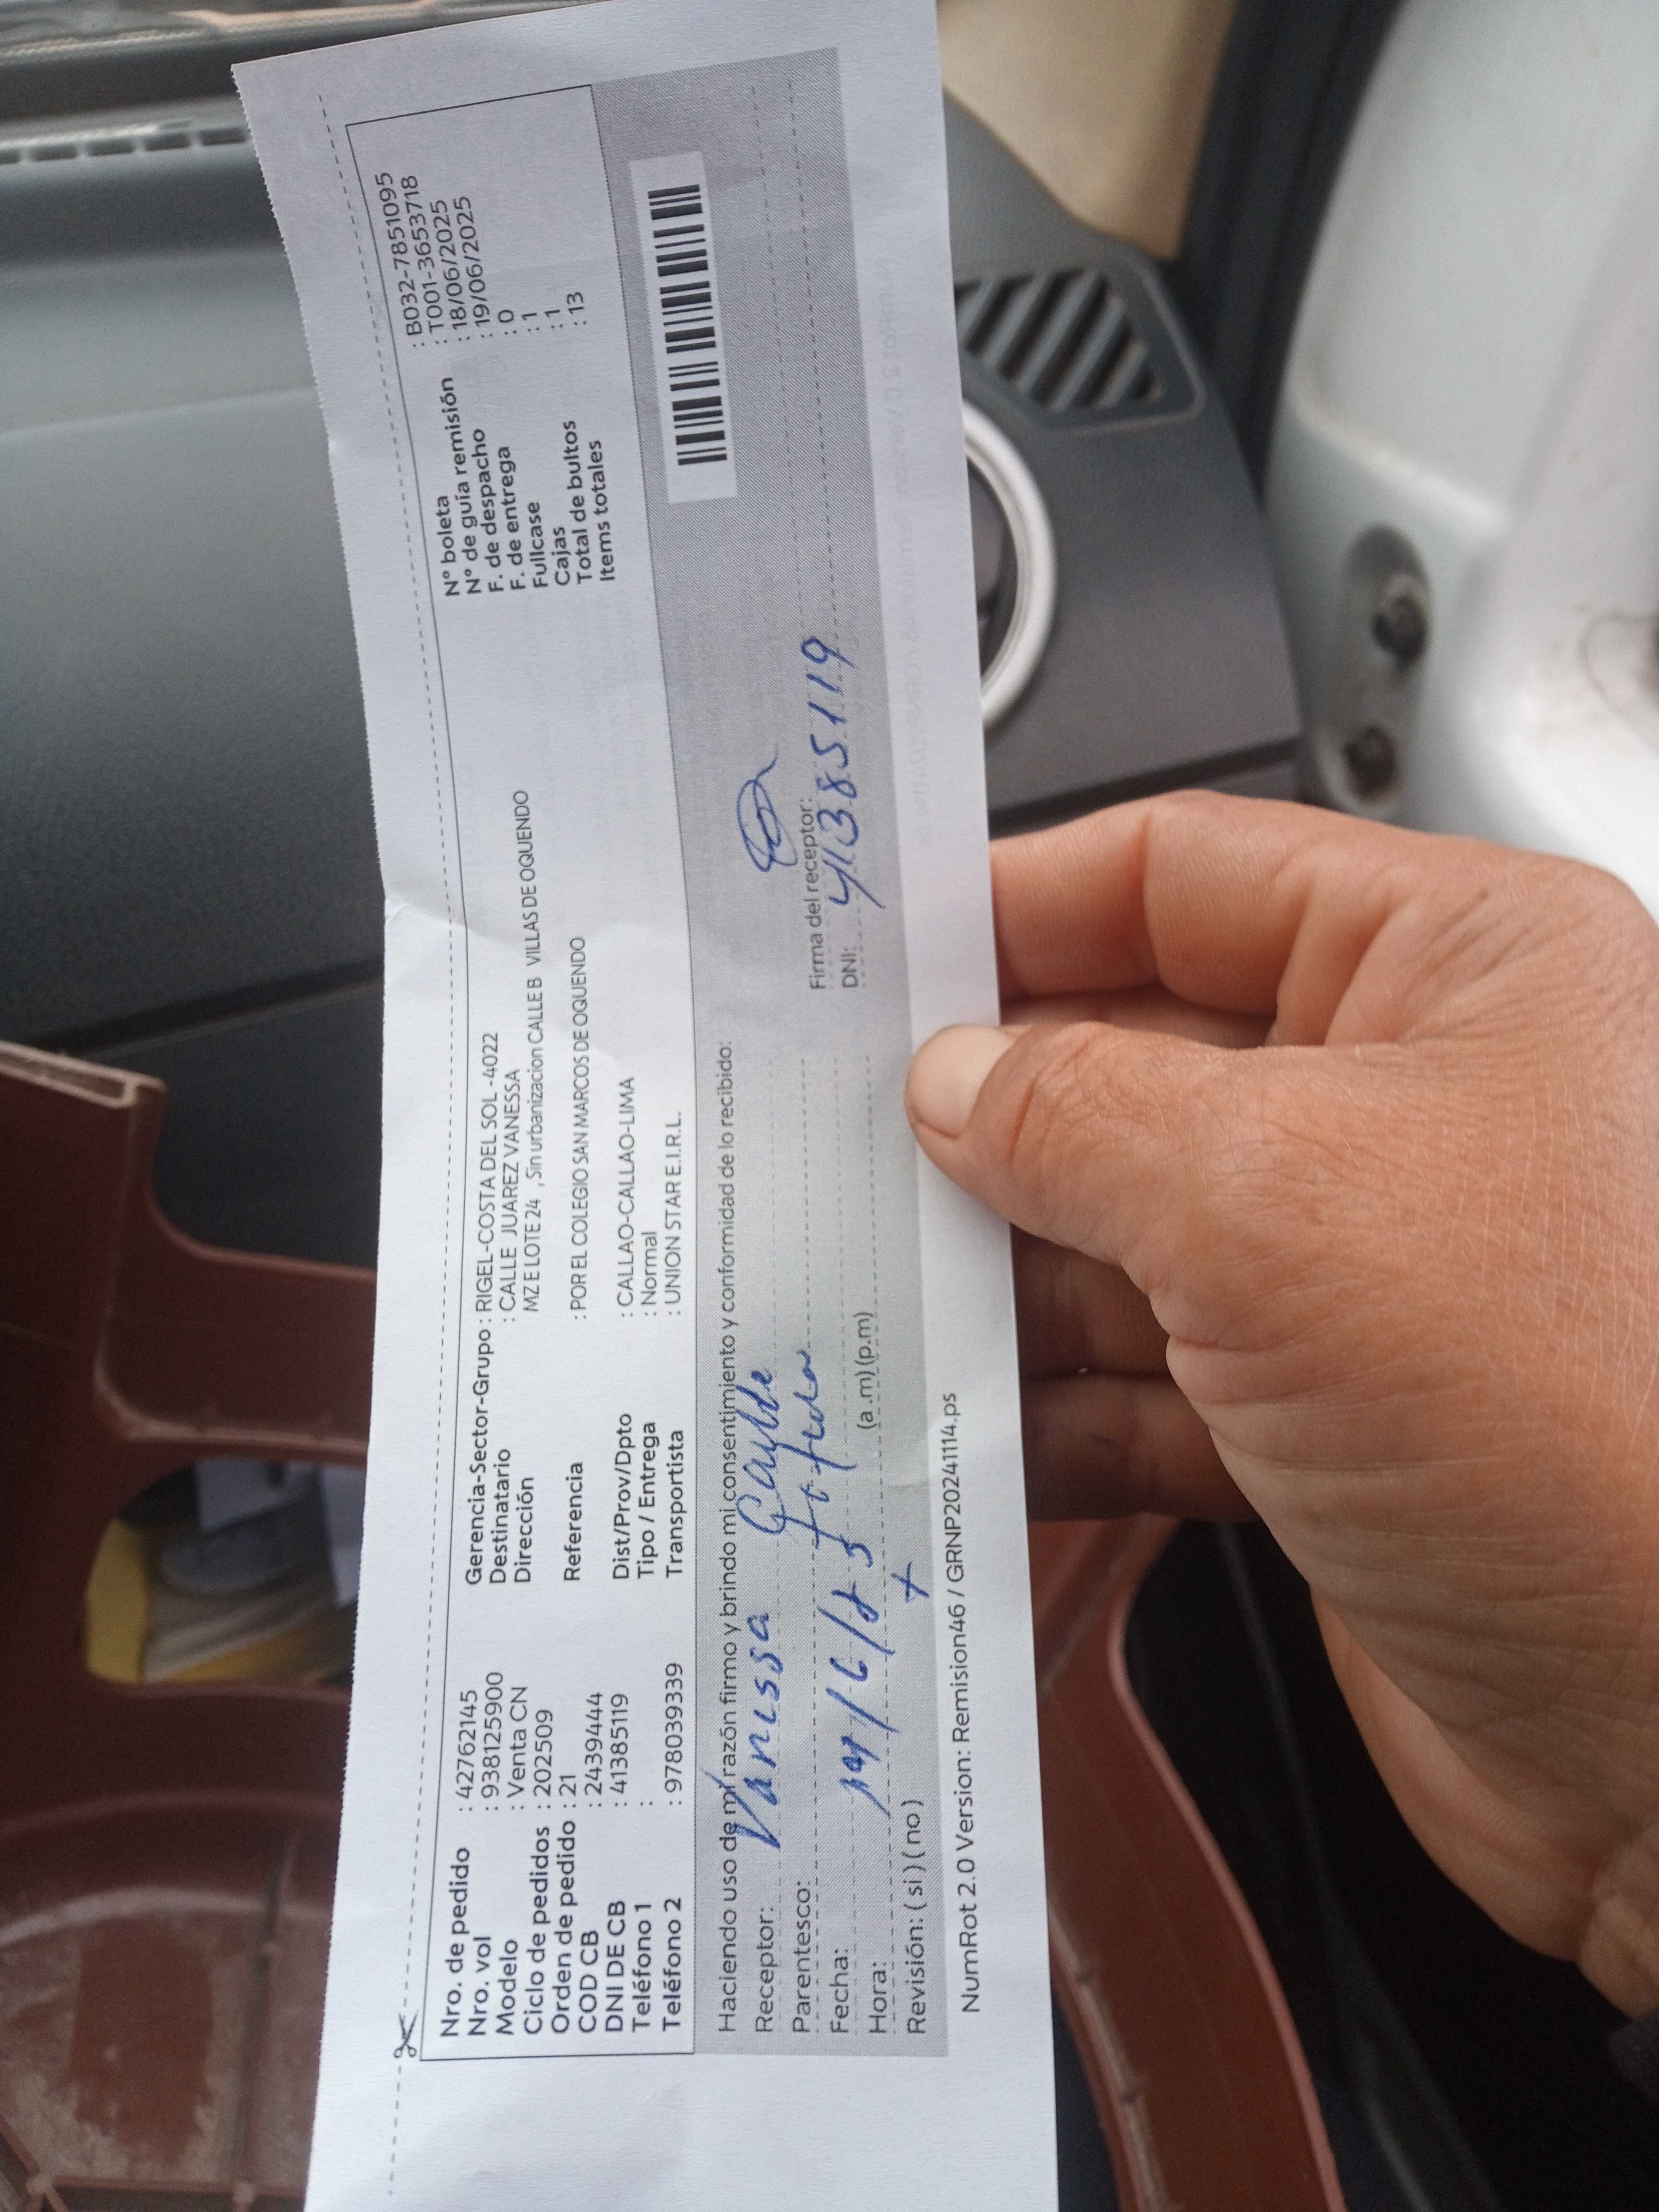 Nro. de pedido : 42762145
Nro. vol : 938125900
Modelo : Venta CN
Ciclo de pedidos : 202509
Orden de pedido : 21
COD CB : 2439444
DNI DE CB : 41385119
Teléfono 1 :
Teléfono 2 : 978039339
Gerencia-Sector-Grupo : RIGEL-COSTA DEL SOL -4022
Destinatario : CALLE JUAREZ VANESSA
Dirección MZ E LOTE 24 , Sin urbanizacion CALLE B VILLAS DE OQUENDO
Referencia : POR EL COLEGIO SAN MARCOS DE OQUENDO
Dist/Prov/Dpto : CALLAO-CALLAO-LIMA
Tipo / Entrega : Normal
Transportista : UNION STAR E.I.R.L.
N° boleta : B032-7851095
N° de guía remisión : T001-3653718
F. de despacho : 18/06/2025
F. de entrega : 19/06/2025
Fullcase : 0
Cajas : 1
Total de bultos : 1
Items totales : 13
Haciendo uso de mi razón firmo y brindo mi consentimiento y conformidad de lo recibido:
Receptor: Vanessa
Parentesco:
Fecha: 19/6/25
Hora: (a.m) (p.m)
Revisión: ( si ) ( no )
Firma del receptor:
DNI: 41385119
NumRot 2.0 Version: Remision46 / GRNP20241114.ps